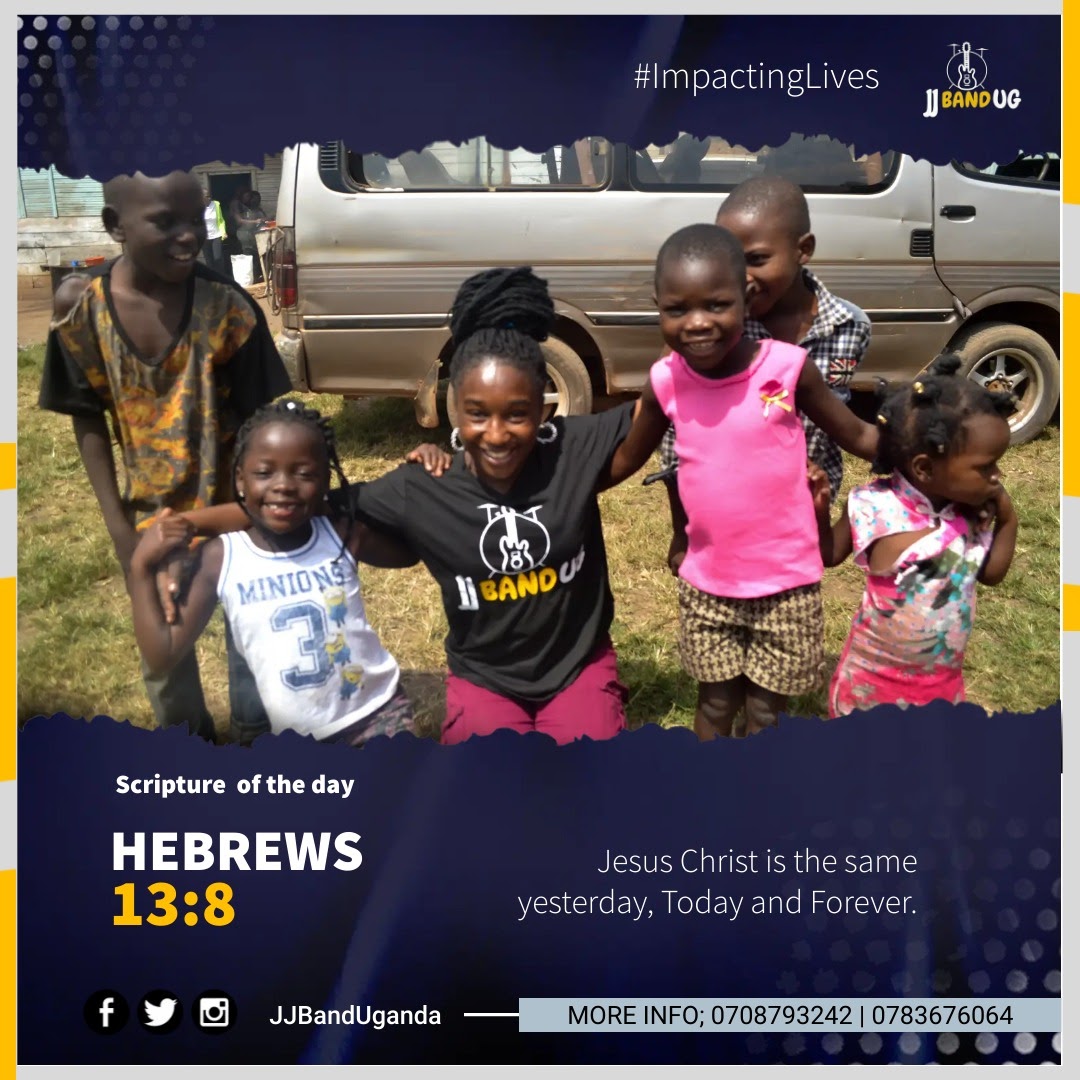 #ImpactingLives
JJ BAND UG
MINIONS
3
JJ BAND UG
Scripture of the day
HEBREWS
13:8
Jesus Christ is the same
yesterday, Today and Forever.
JJBandUganda
MORE INFO; 0708793242 | 0783676064